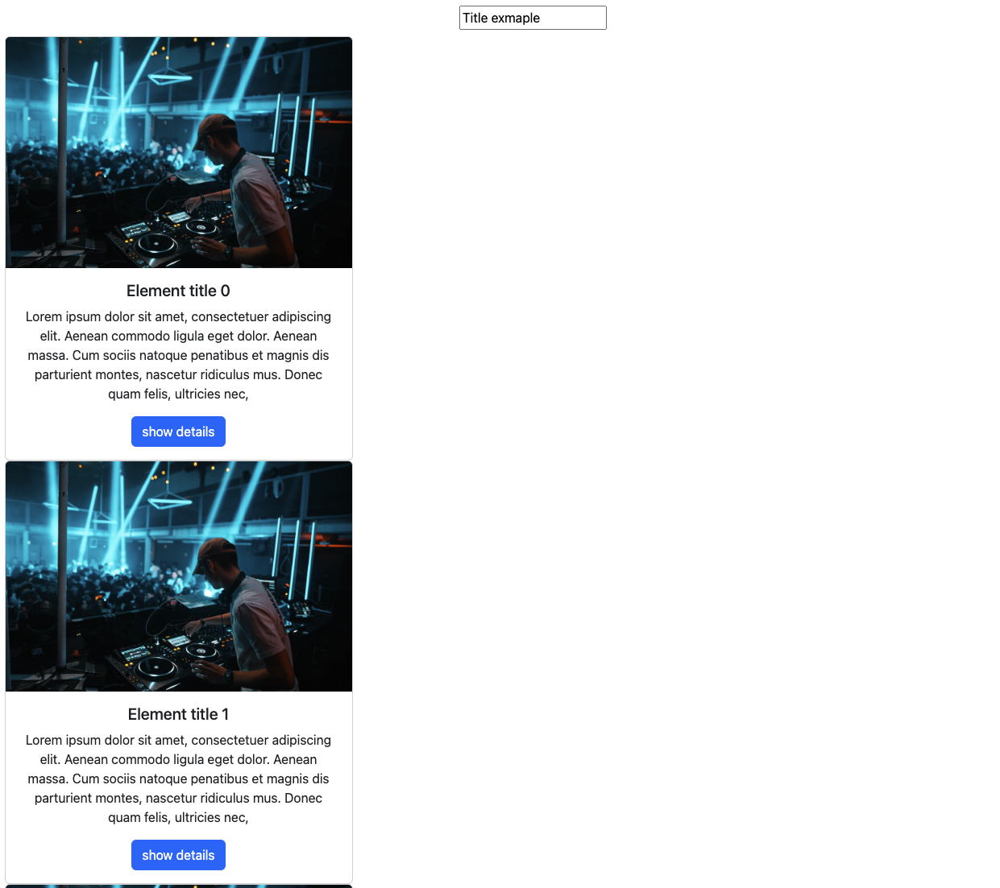 Title exmaple
Element title 0
Lorem ipsum dolor sit amet, consectetuer adipiscing
elit. Aenean commodo ligula eget dolor. Aenean
massa. Cum sociis natoque penatibus et magnis dis
parturient montes, nascetur ridiculus mus. Donec
quam felis, ultricies nec,
show details
Element title 1
Lorem ipsum dolor sit amet, consectetuer adipiscing
elit. Aenean commodo ligula eget dolor. Aenean
massa. Cum sociis natoque penatibus et magnis dis
parturient montes, nascetur ridiculus mus. Donec
quam felis, ultricies nec,
show details